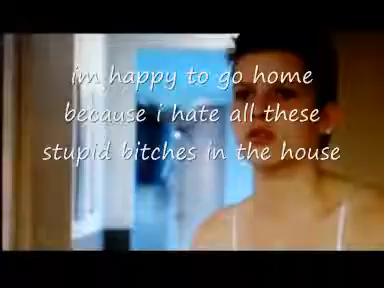 im happy to go home
because i hate all these
stupid bitches in the house